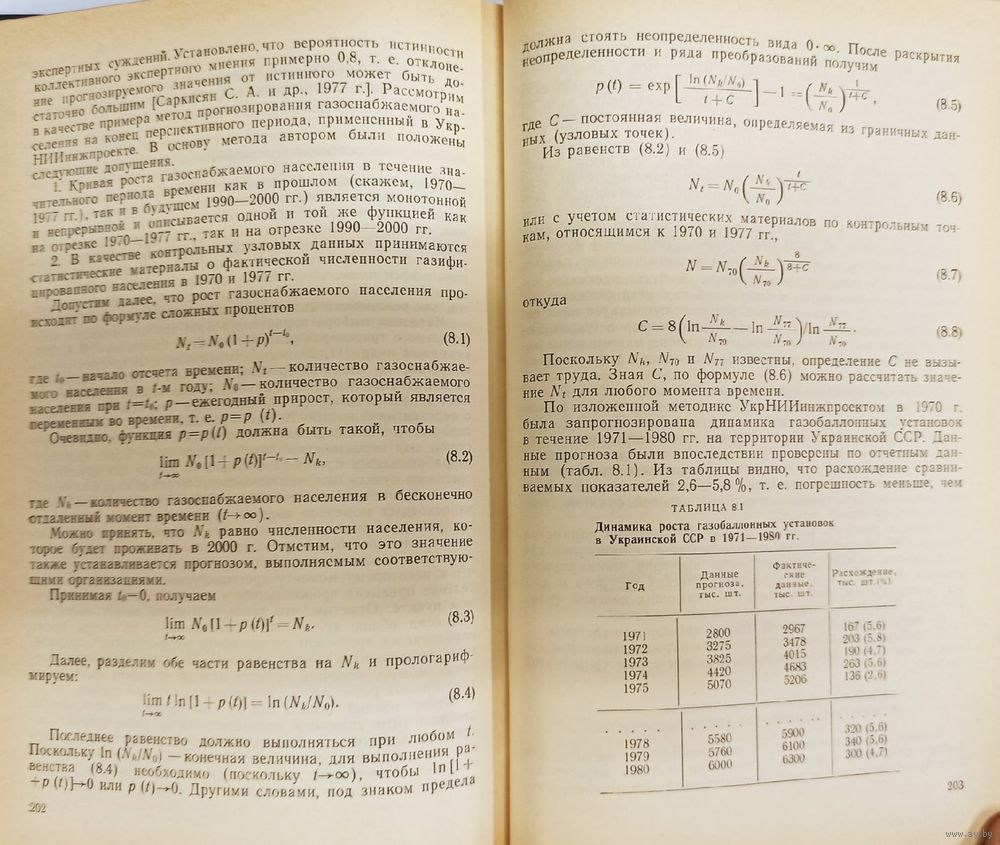 экспертных суждений. Установлено, что вероятность истинности
коллективного экспертного мнения примерно 0,8, т. е. отклоне-
ние прогнозируемого значения от истинного может быть до-
статочно большим [Саркисян С. А. и др., 1977 г.]. Рассмотрим
в качестве примера метод прогнозирования газоснабжаемого на-
селения на конец перспективного периода, примененный в Укр-
НИИинжпроекте. В основу метода автором были положены
следующие допущения.
1. Кривая роста газоснабжаемого населения в течение зна-
чительного периода времени как в прошлом (скажем, 1970—
1977 гг.), так и в будущем 1990—2000 гг.) является монотонной
и непрерывной и описывается одной и той же функцией как
на отрезке 1970—1977 гг., так и на отрезке 1990—2000 гг.
2. В качестве контрольных узловых данных принимаются
статистические материалы о фактической численности газифи-
цированного населения в 1970 и 1977 гг.
Допустим далее, что рост газоснабжаемого населения про-
исходит по формуле сложных процентов
Nt = N0 (1 + p)^t−t0, (8.1)
где t0 — начало отсчета времени; Nt — количество газоснабжае-
мого населения в t-м году; N0 — количество газоснабжаемого
населения при t=t0; p — ежегодный прирост, который является
переменным во времени, т. е. p=p (t).
Очевидно, функция p=p(t) должна быть такой, чтобы
lim N0 [1 + p (t)]^t−t0 — Nk, (8.2)
t→∞
где Nk — количество газоснабжаемого населения в бесконечно
отдаленный момент времени (t→∞).
Можно принять, что Nk равно численности населения, ко-
торое будет проживать в 2000 г. Отметим, что это значение
также устанавливается прогнозом, выполняемым соответствую-
щими организациями.
Принимая t0—0, получаем
lim N0 [1 + p (t)]^t = Nk. (8.3)
t→∞
Далее, разделим обе части равенства на Nk и прологариф-
мируем:
lim t ln [1 + p (t)] = ln (Nk/N0). (8.4)
t→∞
Последнее равенство должно выполняться при любом t.
Поскольку ln (Nk/N0) — конечная величина, для выполнения ра-
венства (8.4) необходимо (поскольку t→∞), чтобы ln [1+
+p (t)]→0 или p (t)→0. Другими словами, под знаком предела
202
должна стоять неопределенность вида 0·∞. После раскрытия
неопределенности и ряда преобразований получим
p (t) = exp [ ln (Nk/N0) / t + C ] — 1 = (Nk / N0)^1/t+C, (8.5)
где C — постоянная величина, определяемая из граничных дан-
ных (узловых точек).
Из равенств (8.2) и (8.5)
Nt = N0 (Nk / N0)^t/t+C (8.6)
или с учетом статистических материалов по контрольным точ-
кам, относящимся к 1970 и 1977 гг.,
N = N70 (Nk / N70)^8/8+C (8.7)
откуда
C = 8 (ln Nk / N70 — ln N77 / N70) / ln N77 / N70. (8.8)
Поскольку Nk, N70 и N77 известны, определение C не вызы-
вает труда. Зная C, по формуле (8.6) можно рассчитать значе-
ние Nt для любого момента времени.
По изложенной методике УкрНИИинжпроектом в 1970 г.
была запрогнозирована динамика газобаллонных установок
в течение 1971—1980 гг. на территории Украинской ССР. Дан-
ные прогноза были впоследствии проверены по отчетным дан-
ным (табл. 8.1). Из таблицы видно, что расхождение сравни-
ваемых показателей 2,6—5,8 %, т. е. погрешность меньше, чем
ТАБЛИЦА 8.1
Динамика роста газобаллонных установок
в Украинской ССР в 1971—1980 гг.
Год Данные прогноза, тыс. шт. Фактиче-ские данные, тыс. шт. Расхождение, тыс. шт. (%)
1971 2800 2967 167 (5,6)
1972 3275 3478 203 (5,8)
1973 3825 4015 190 (4,7)
1974 4420 4683 263 (5,6)
1975 5070 5206 136 (2,6)
. . . . . . . . . . . . . . . . . . . . . .
1978 5580 5900 320 (5,6)
1979 5760 6100 340 (5,6)
1980 6000 6300 300 (4,7)
203
www.ay.by